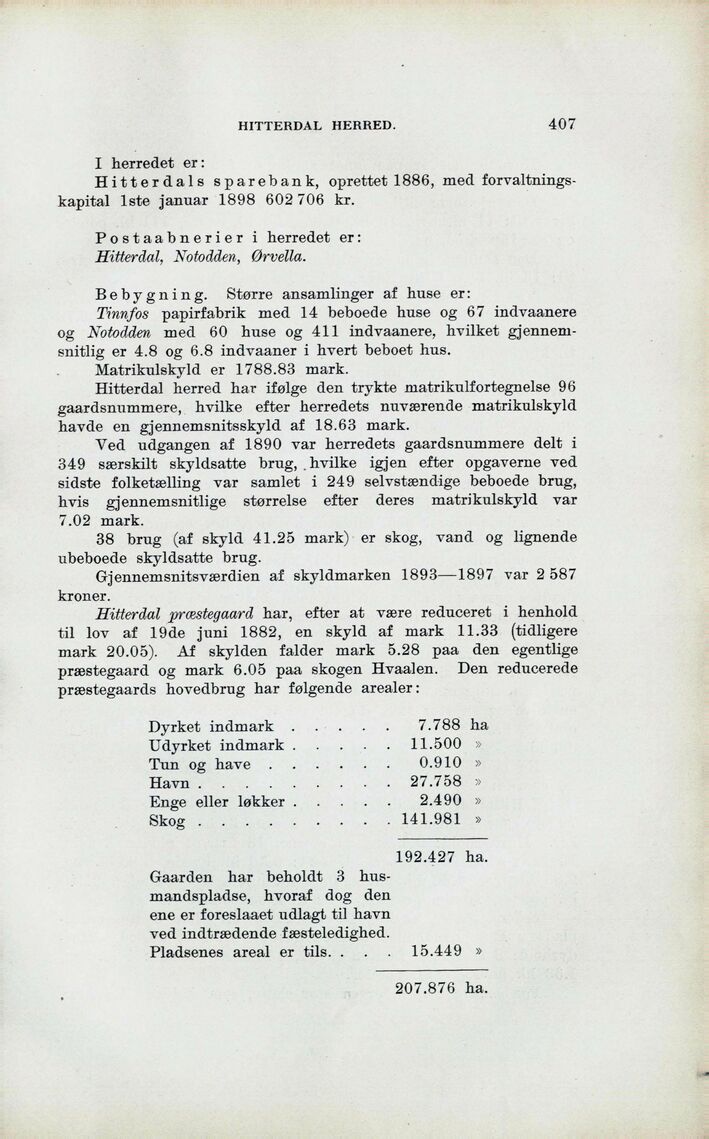 HITTERDAL HERRED. 407
I herredet er:
Hitterdals sparebank, oprettet 1886, med forvaltnings-
kapital 1ste januar 1898 602 706 kr.
Postaabnerier i herredet er:
Hitterdal, Notodden, Ørvella.
Bebygning. Større ansamlinger af huse er:
Tinnfos papirfabrik med 14 beboede huse og 67 indvaanere
og Notodden med 60 huse og 411 indvaanere, hvilket gjennem-
snitlig er 4.8 og 6.8 indvaaner i hvert beboet hus.
Matrikulskyld er 1788.83 mark.
Hitterdal herred har ifølge den trykte matrikulfortegnelse 96
gaardsnummere, hvilke efter herredets nuværende matrikulskyld
havde en gjennemsnitsskyld af 18.63 mark.
Ved udgangen af 1890 var herredets gaardsnummere delt i
349 særskilt skyldsatte brug, hvilke igjen efter opgaverne ved
sidste folketælling var samlet i 249 selvstændige beboede brug,
hvis gjennemsnitlige størrelse efter deres matrikulskyld var
7.02 mark.
38 brug (af skyld 41.25 mark) er skog, vand og lignende
ubeboede skyldsatte brug.
Gjennemsnitsværdien af skyldmarken 1893—1897 var 2 587
kroner.
Hitterdal præstegaard har, efter at være reduceret i henhold
til lov af 19de juni 1882, en skyld af mark 11.33 (tidligere
mark 20.05). Af skylden falder mark 5.28 paa den egentlige
præstegaard og mark 6.05 paa skogen Hvaalen. Den reducerede
præstegaards hovedbrug har følgende arealer:
Dyrket indmark . . . . . 7.788 ha
Udyrket indmark . . . . . 11.500 »
Tun og have . . . . . . 0.910 »
Havn . . . . . . . . . 27.758 »
Enge eller løkker . . . . . 2.490 »
Skog . . . . . . . . . 141.981 »
192.427 ha.
Gaarden har beholdt 3 hus-
mandspladse, hvoraf dog den
ene er foreslaaet udlagt til havn
ved indtrædende fæsteledighed.
Pladsenes areal er tils. . . . 15.449 »
207.876 ha.